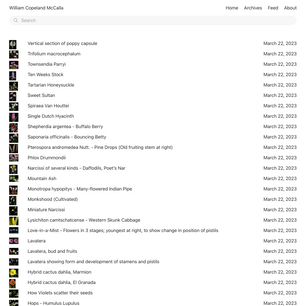 William Copeland McCalla
Home Archives Feed About
Search
Vertical section of poppy capsule March 22, 2023
Trifolium macrocephalum March 22, 2023
Townsendia Parryi March 22, 2023
Ten Weeks Stock March 22, 2023
Tartarian Honeysuckle March 22, 2023
Sweet Sultan March 22, 2023
Spiraea Van Houttei March 22, 2023
Single Dutch Hyacinth March 22, 2023
Shepherdia argentea - Buffalo Berry March 22, 2023
Saponaria officinalis - Bouncing Betty March 22, 2023
Pterospora andromedea Nutt. - Pine Drops (Old fruiting stem at right) March 22, 2023
Phlox Drummondii March 22, 2023
Narcissi of several kinds - Daffodils, Poet's Nar March 22, 2023
Mountain Ash March 22, 2023
Monotropa hypopitys - Many-flowered Indian Pipe March 22, 2023
Monkshood (Cultivated) March 22, 2023
Miniature Narcissi March 22, 2023
Lysichiton camtschatcense - Western Skunk Cabbage March 22, 2023
Love-in-a-Mist - Flowers in 3 stages; youngest at right, to show change in position of pistils March 22, 2023
Lavatera March 22, 2023
Lavatera, bud and fruits March 22, 2023
Lavatera showing form and development of stamens and pistils March 22, 2023
Hybrid cactus dahlia, Marmion March 22, 2023
Hybrid cactus dahlia, El Granada March 22, 2023
How Violets scatter their seeds March 22, 2023
Hops - Humulus Lupulus March 22, 2023